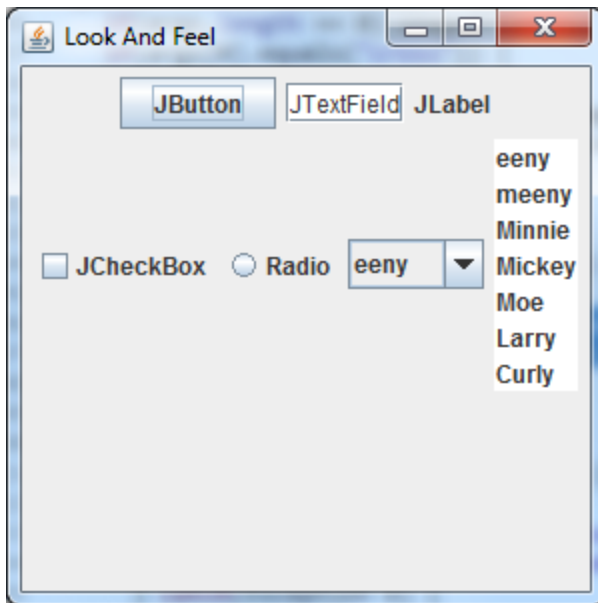 Look And Feel
JButton JTextField JLabel
JCheckBox Radio eeny
eeny
meeny
Minnie
Mickey
Moe
Larry
Curly